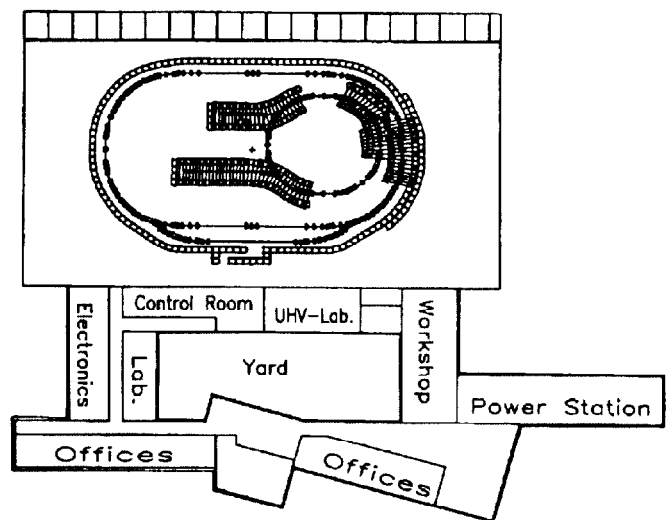 Control Room
UHV-Lab.
Electronics
Workshop
Lab.
Yard
Power Station
Offices
Offices